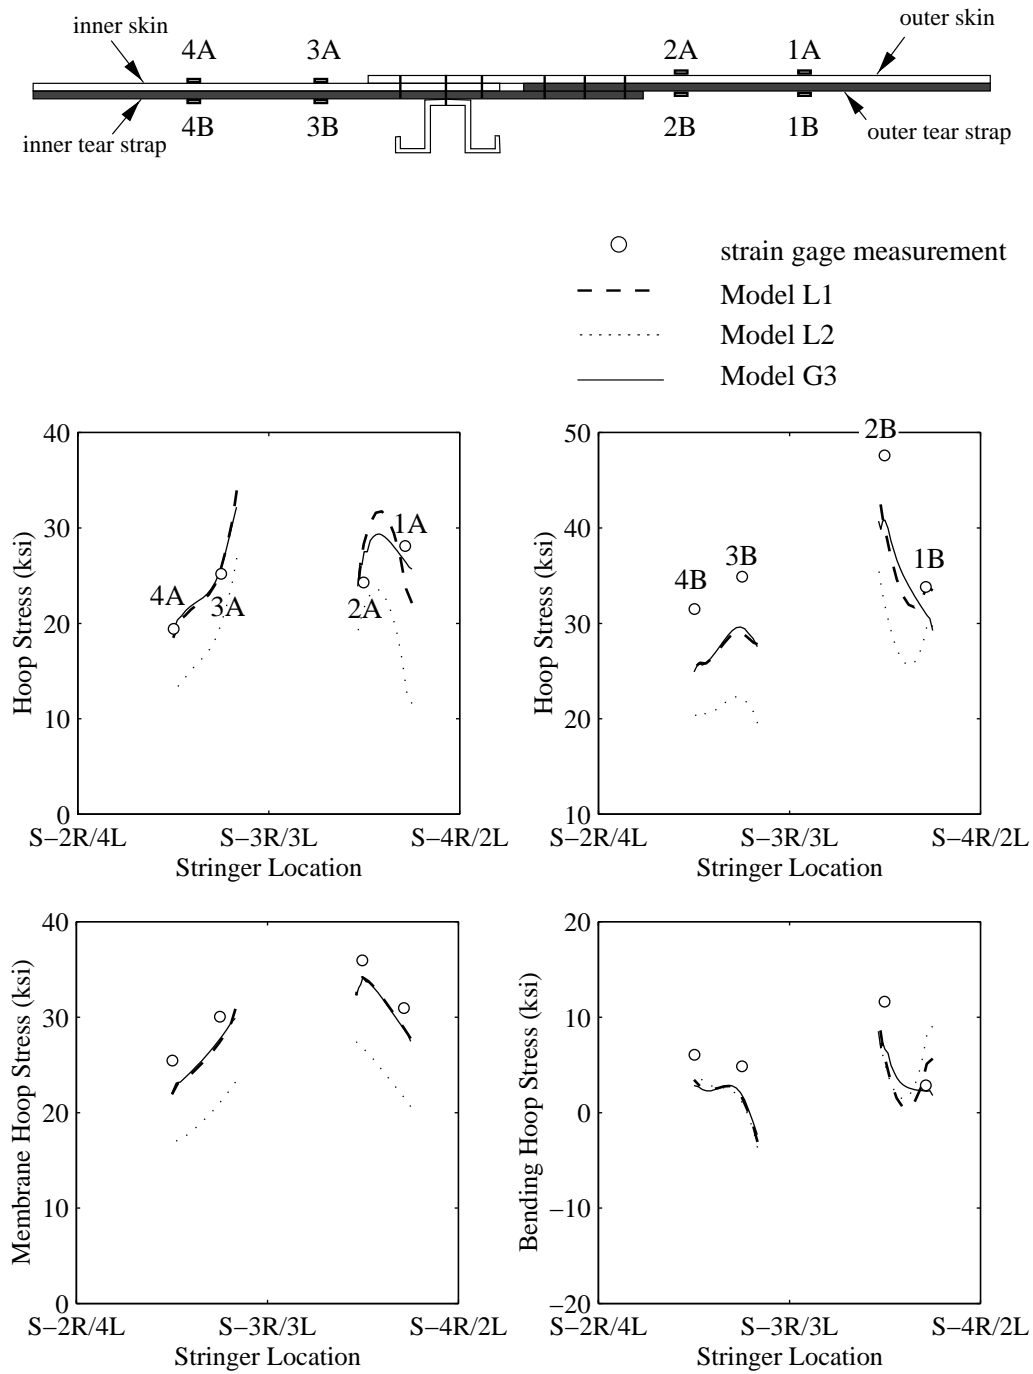 inner skin
outer skin
4A 3A 2A 1A
4B 3B 2B 1B
inner tear strap
outer tear strap
strain gage measurement
Model L1
Model L2
Model G3
40
30
20
10
0
Hoop Stress (ksi)
4A
3A
2A
1A
S−2R/4L S−3R/3L S−4R/2L
Stringer Location
50
40
30
20
10
Hoop Stress (ksi)
4B
3B
2B
1B
S−2R/4L S−3R/3L S−4R/2L
Stringer Location
40
30
20
10
0
Membrane Hoop Stress (ksi)
S−2R/4L S−3R/3L S−4R/2L
Stringer Location
20
10
0
−10
−20
Bending Hoop Stress (ksi)
S−2R/4L S−3R/3L S−4R/2L
Stringer Location